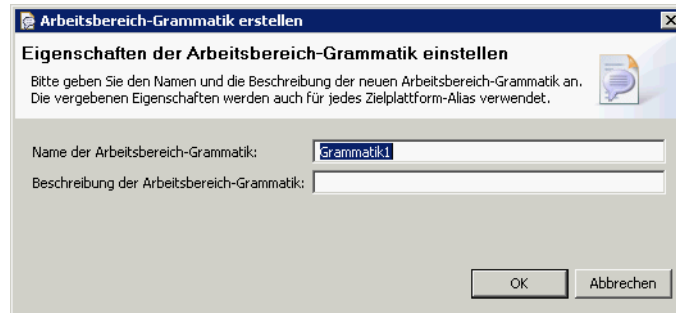 Arbeitsbereich-Grammatik erstellen
Eigenschaften der Arbeitsbereich-Grammatik einstellen
Bitte geben Sie den Namen und die Beschreibung der neuen Arbeitsbereich-Grammatik an.
Die vergebenen Eigenschaften werden auch für jedes Zielplattform-Alias verwendet.
Name der Arbeitsbereich-Grammatik: Grammatik1
Beschreibung der Arbeitsbereich-Grammatik:
OK Abbrechen